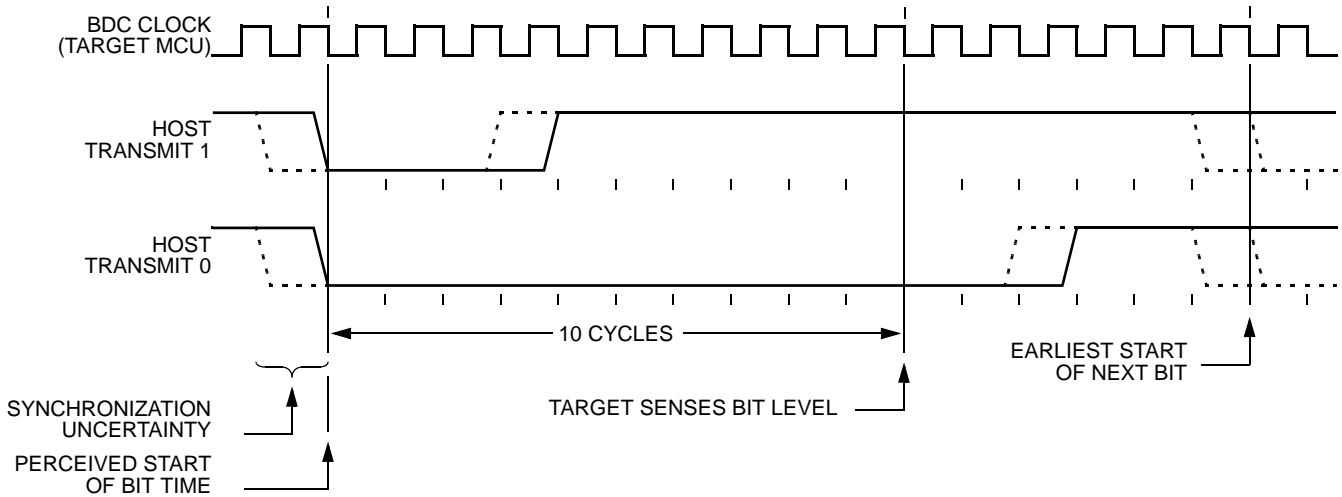 BDC CLOCK
(TARGET MCU)
HOST
TRANSMIT 1
HOST
TRANSMIT 0
10 CYCLES
EARLIEST START
OF NEXT BIT
TARGET SENSES BIT LEVEL
SYNCHRONIZATION
UNCERTAINTY
PERCEIVED START
OF BIT TIME